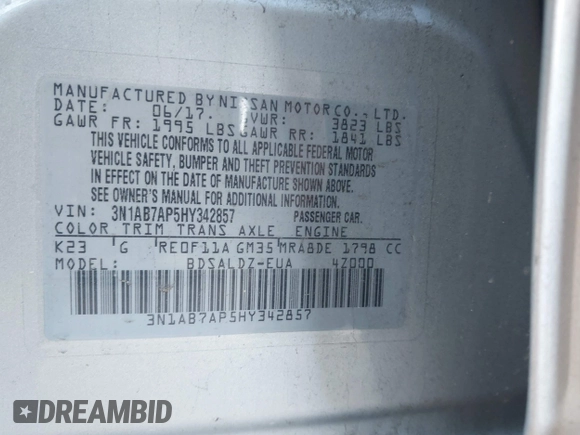 MANUFACTURED BY NISSAN MOTOR CO., LTD.
DATE: 06/17. GVWR: 3823 LBS
GAWR FR: 1995 LBS GAWR RR: 1841 LBS
THIS VEHICLE CONFORMS TO ALL APPLICABLE FEDERAL MOTOR
VEHICLE SAFETY, BUMPER AND THEFT PREVENTION STANDARDS
IN EFFECT ON THE DATE OF MANUFACTURE SHOWN ABOVE.
SEE OWNER'S MANUAL FOR ADDITIONAL INFORMATION.
VIN: 3N1AB7AP5HY342857 PASSENGER CAR.
COLOR TRIM TRANS AXLE ENGINE
K23 G RE0F11A GM35 MRA8DE 1798 CC
MODEL: BDSALDZ-EUA 4Z000
3N1AB7AP5HY342857
DREAMBID